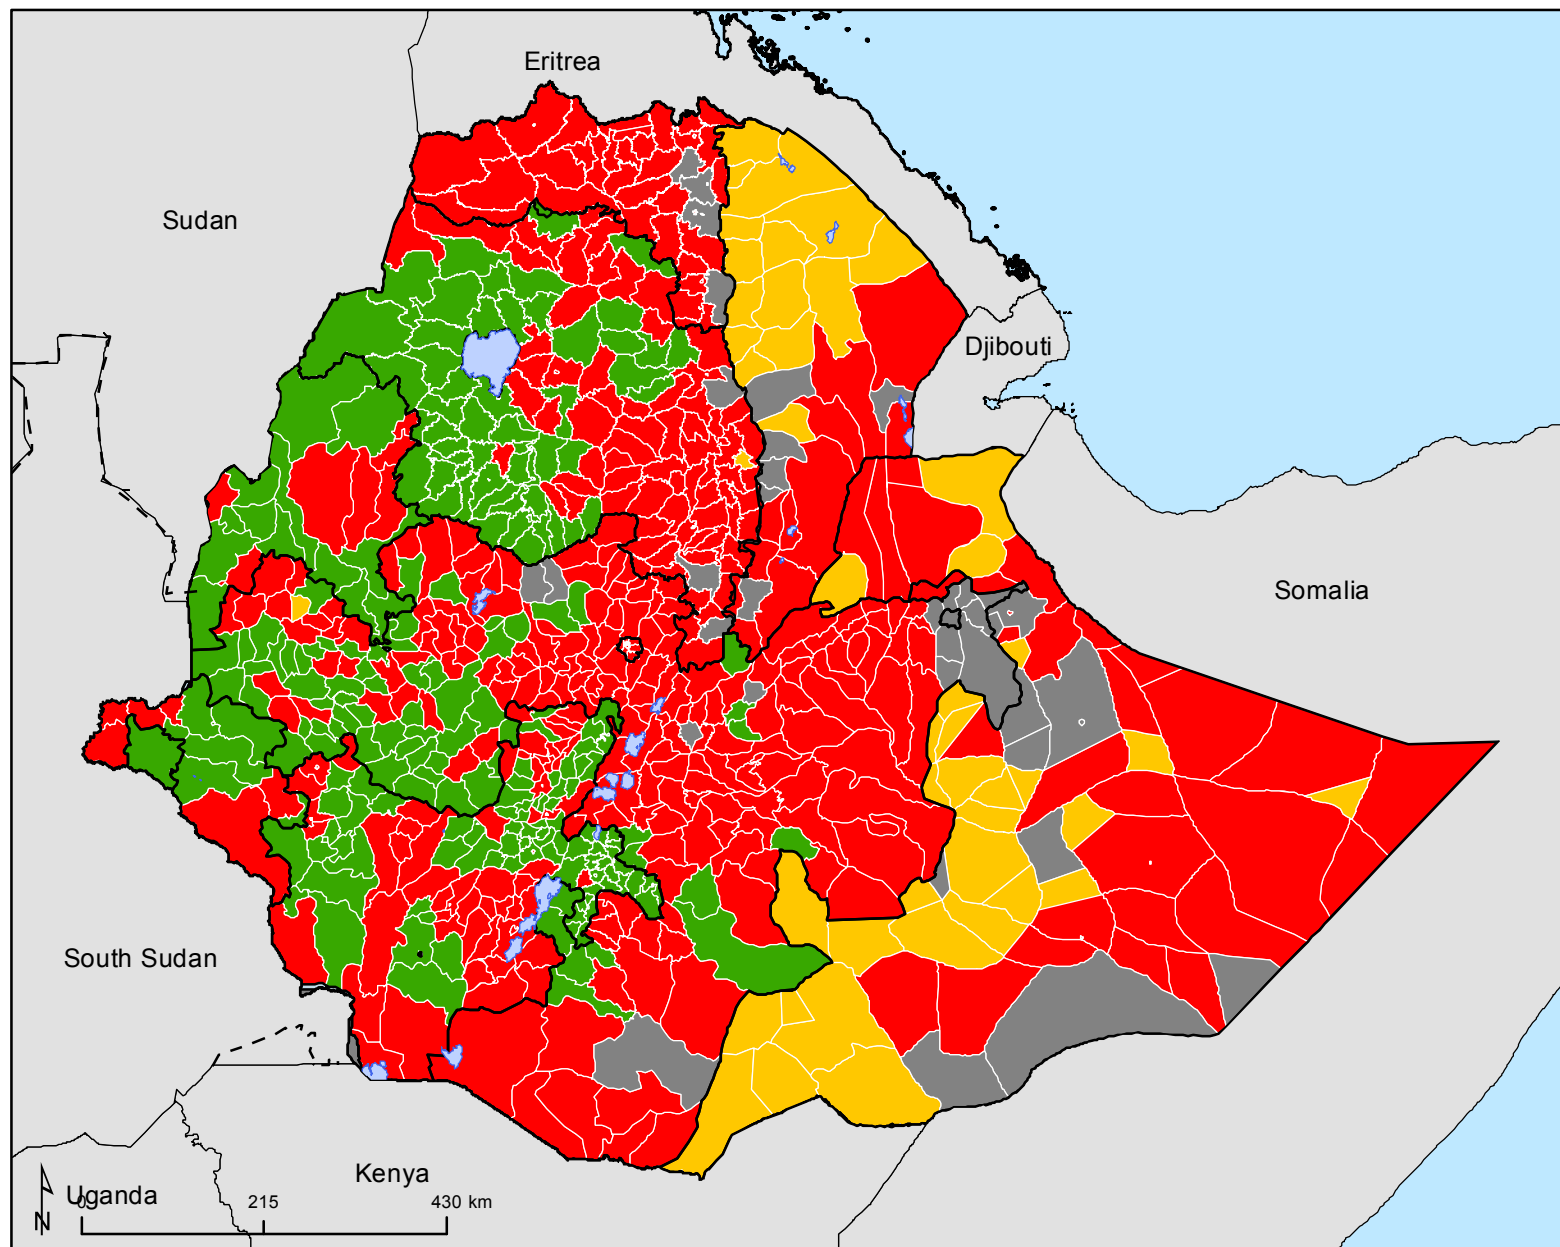 Eritrea
Sudan
Djibouti
Somalia
South Sudan
Kenya
Uganda
N
0 215 430 km